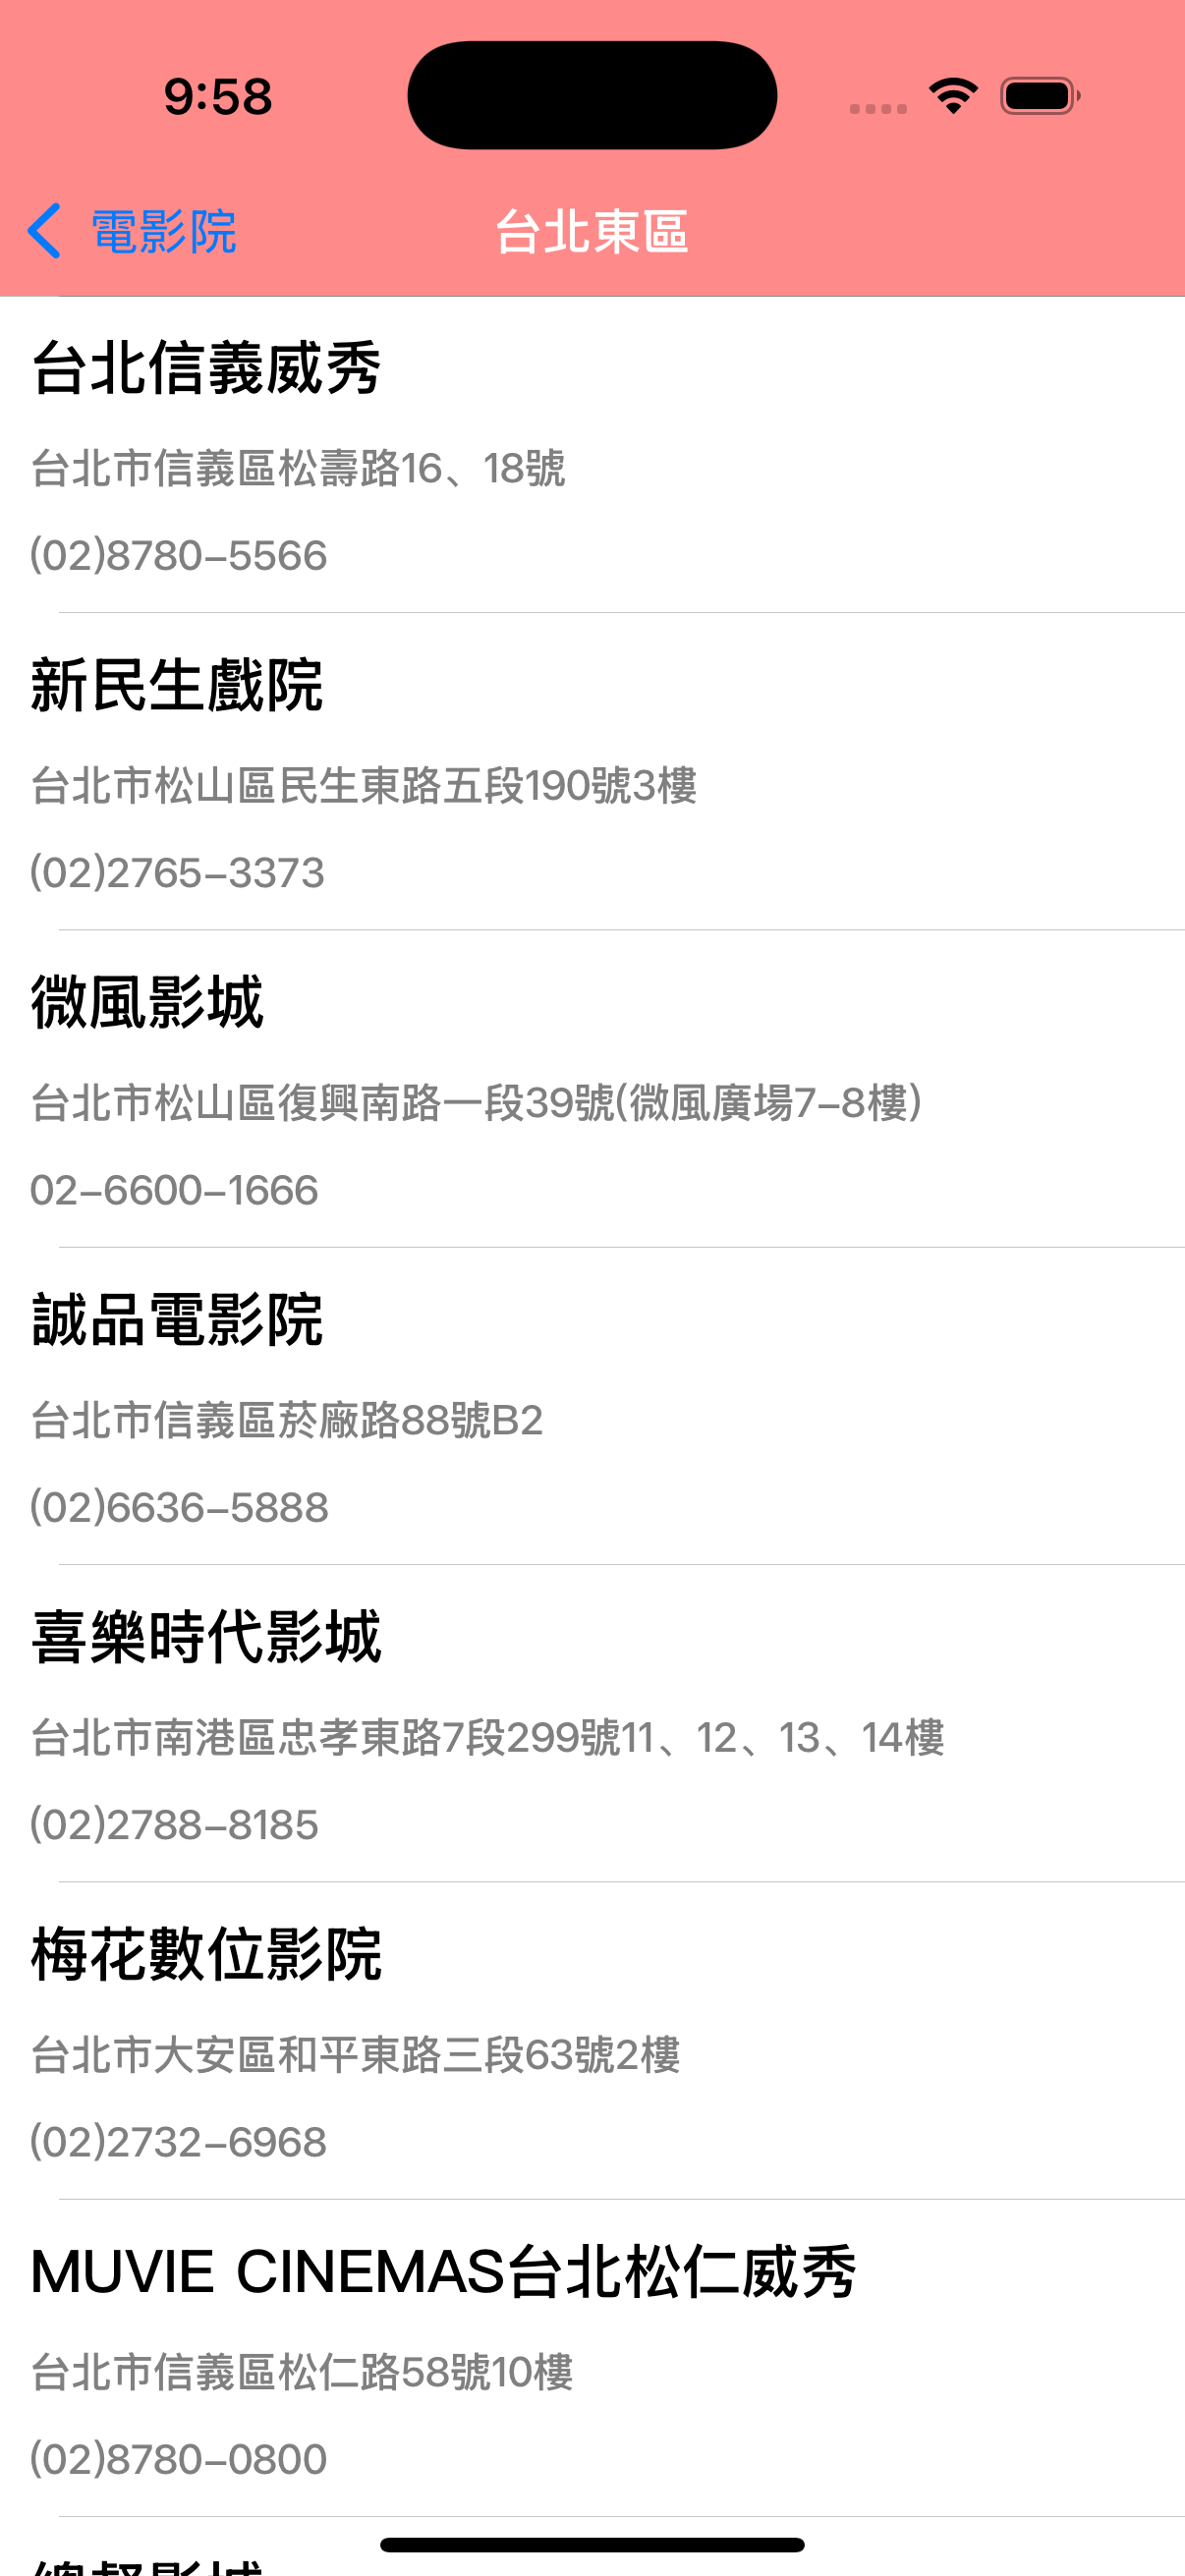 9:58
電影院
台北東區
台北信義威秀
台北市信義區松壽路16、18號
(02)8780-5566
新民生戲院
台北市松山區民生東路五段190號3樓
(02)2765-3373
微風影城
台北市松山區復興南路一段39號(微風廣場7-8樓)
02-6600-1666
誠品電影院
台北市信義區菸廠路88號B2
(02)6636-5888
喜樂時代影城
台北市南港區忠孝東路7段299號11、12、13、14樓
(02)2788-8185
梅花數位影院
台北市大安區和平東路三段63號2樓
(02)2732-6968
MUVIE CINEMAS台北松仁威秀
台北市信義區松仁路58號10樓
(02)8780-0800